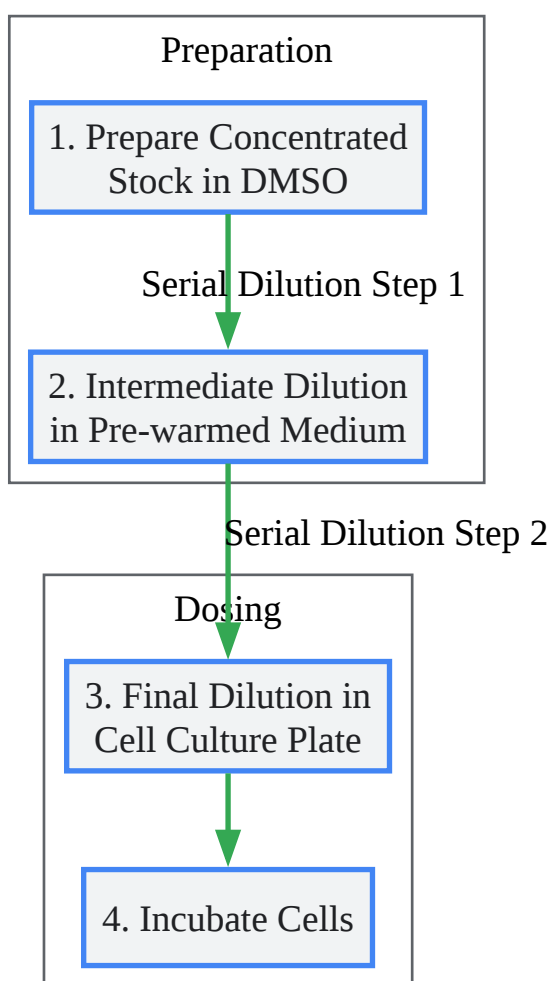 Preparation
1. Prepare Concentrated
Stock in DMSO
Serial Dilution Step 1
2. Intermediate Dilution
in Pre-warmed Medium
Serial Dilution Step 2
Dosing
3. Final Dilution in
Cell Culture Plate
4. Incubate Cells